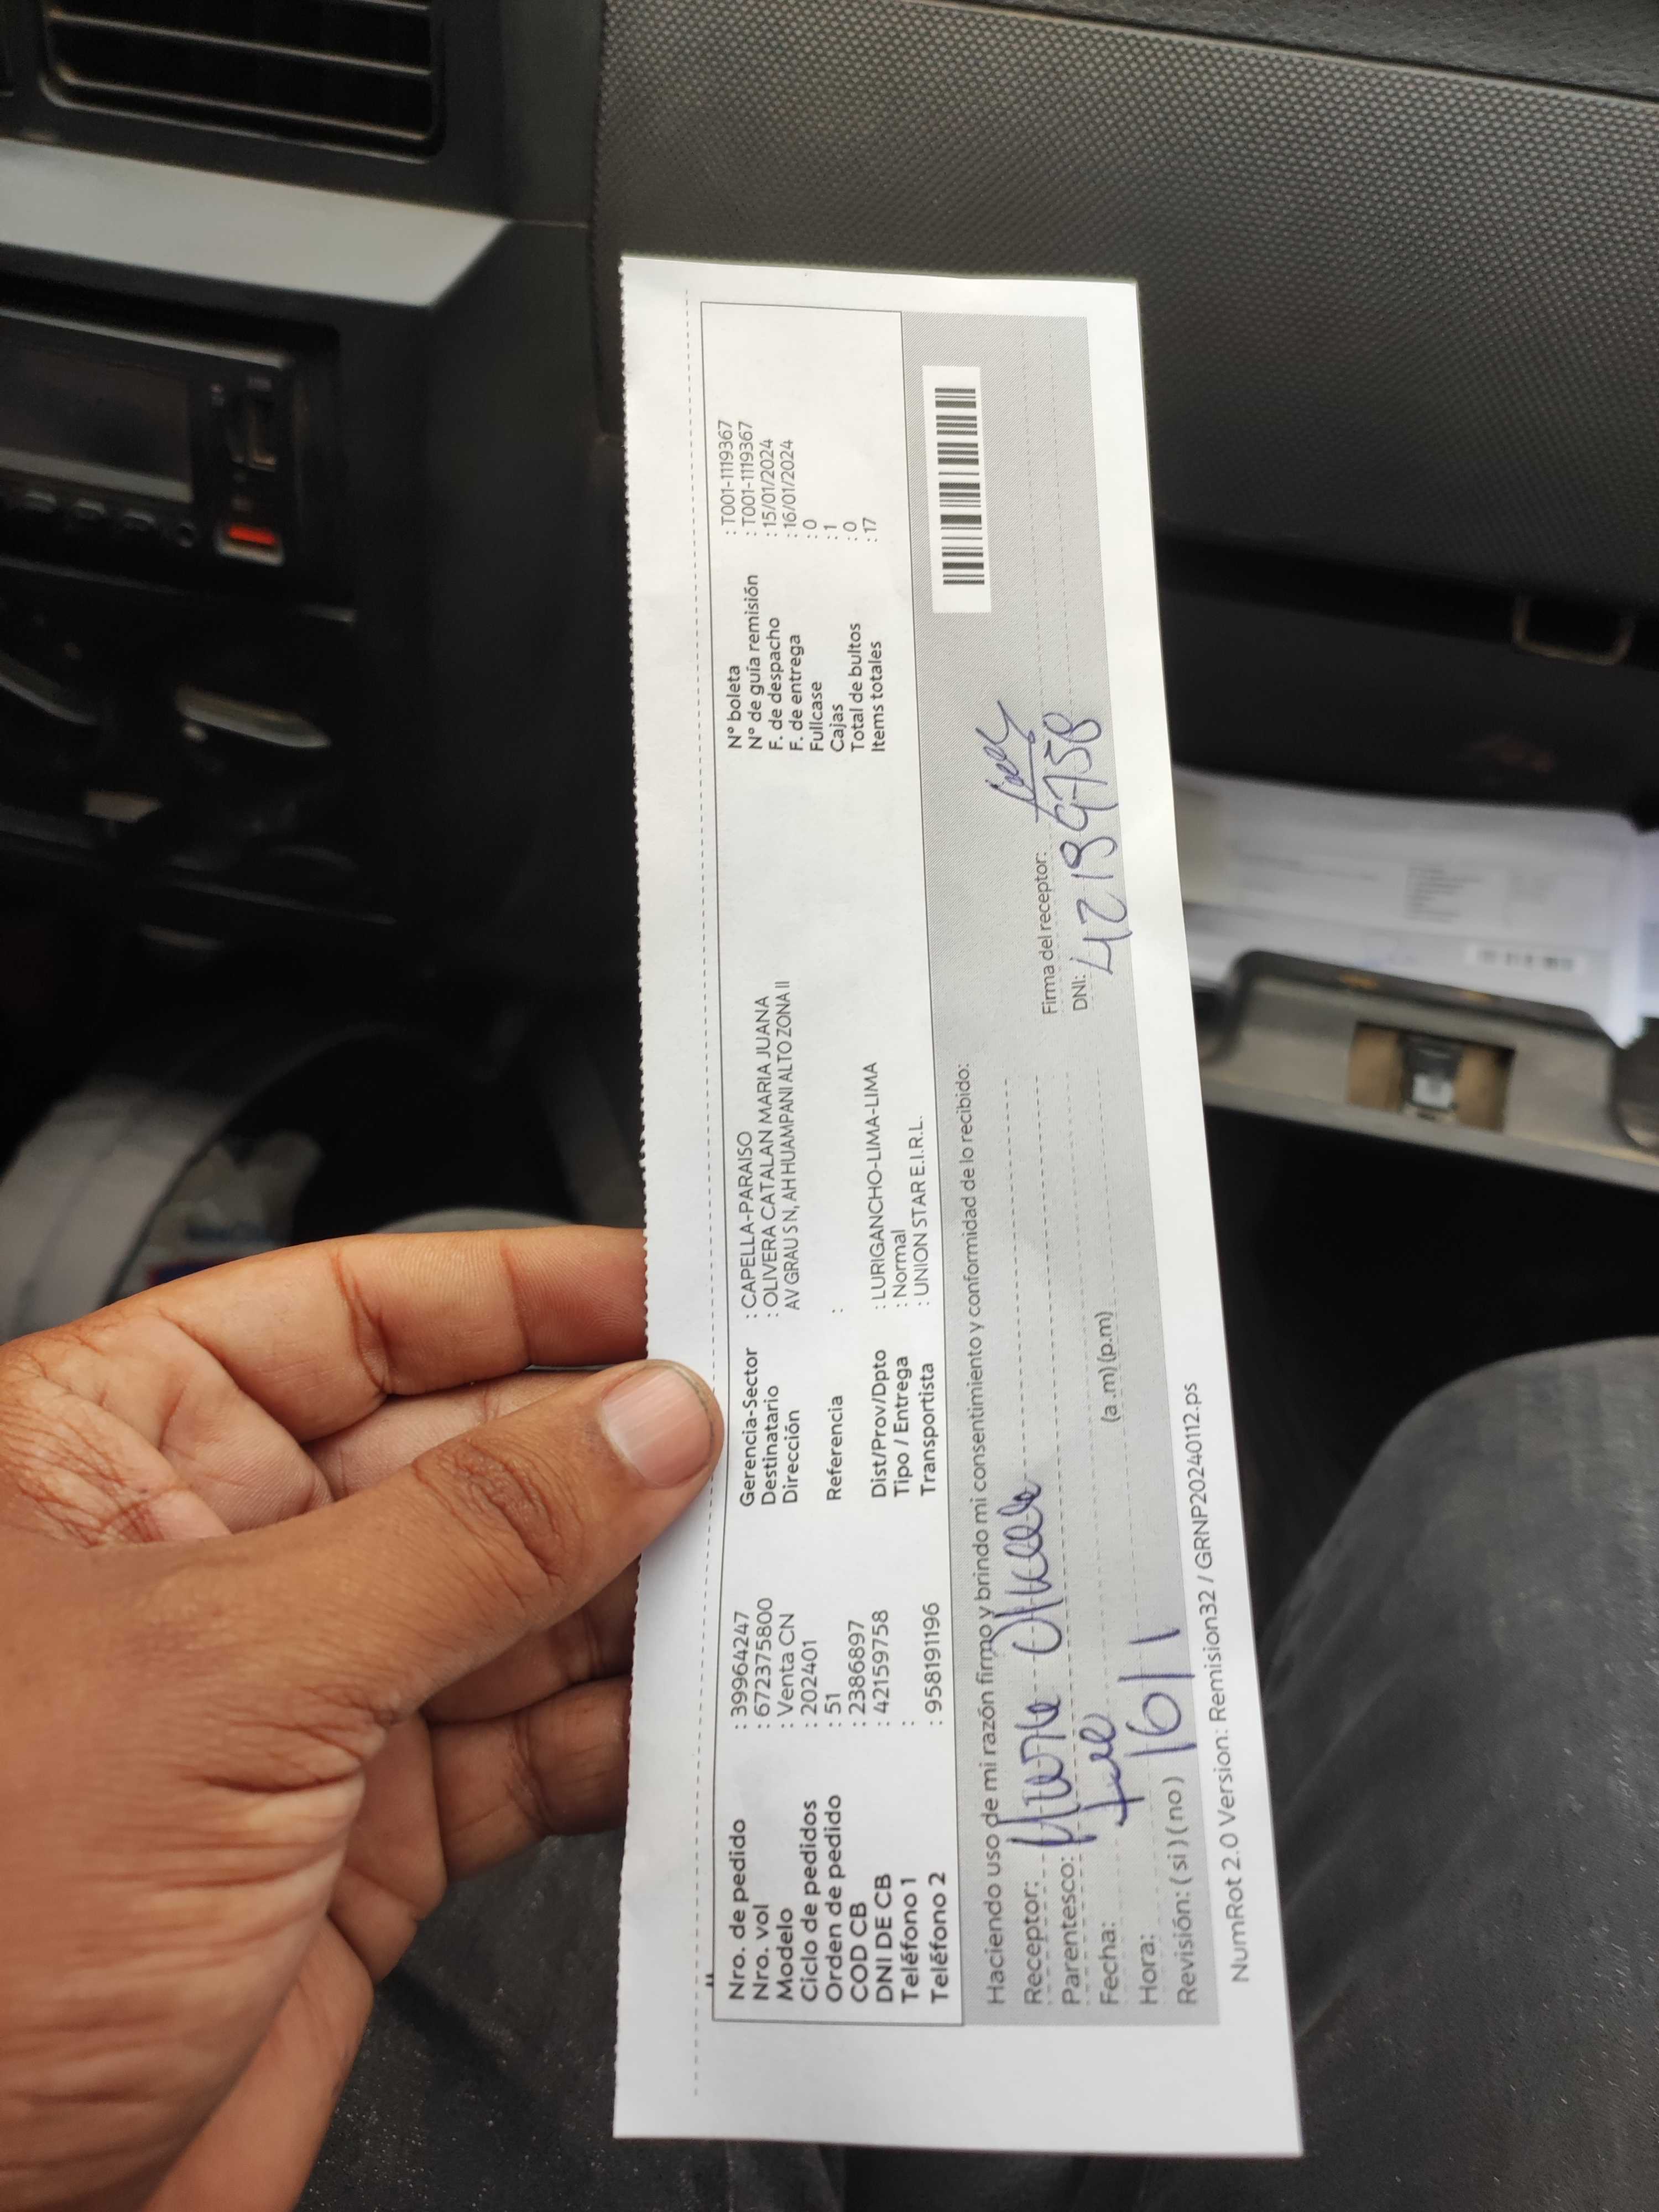 Nro. de pedido : 39964247
Nro. vol : 67237580​0
Modelo : Venta CN
Ciclo de pedidos : 202401
Orden de pedido : 51
COD CB : 2386897
DNI DE CB : 42159758
Teléfono 1 :
Teléfono 2 : 958191196
Gerencia-Sector : CAPELLA-PARAISO
Destinatario : OLIVERA CATALAN MARIA JUANA
Dirección AV GRAU S N, AH HUAMPANI ALTO ZONA II
Referencia :
Dist/Prov/Dpto : LURIGANCHO-LIMA-LIMA
Tipo / Entrega : Normal
Transportista : UNION STAR E.I.R.L.
N° boleta : T001-1119367
N° de guía remisión : T001-1119367
F. de despacho : 15/01/2024
F. de entrega : 16/01/2024
Fullcase : 0
Cajas : 1
Total de bultos : 0
Items totales : 17
Haciendo uso de mi razón firmo y brindo mi consentimiento y conformidad de lo recibido:
Receptor:
Parentesco:
Fecha: 16/1
Hora: (a.m) (p.m)
Revisión: ( si ) ( no )
Firma del receptor:
DNI: 42159758
NumRot 2.0 Version: Remision32 / GRNP20240112.ps